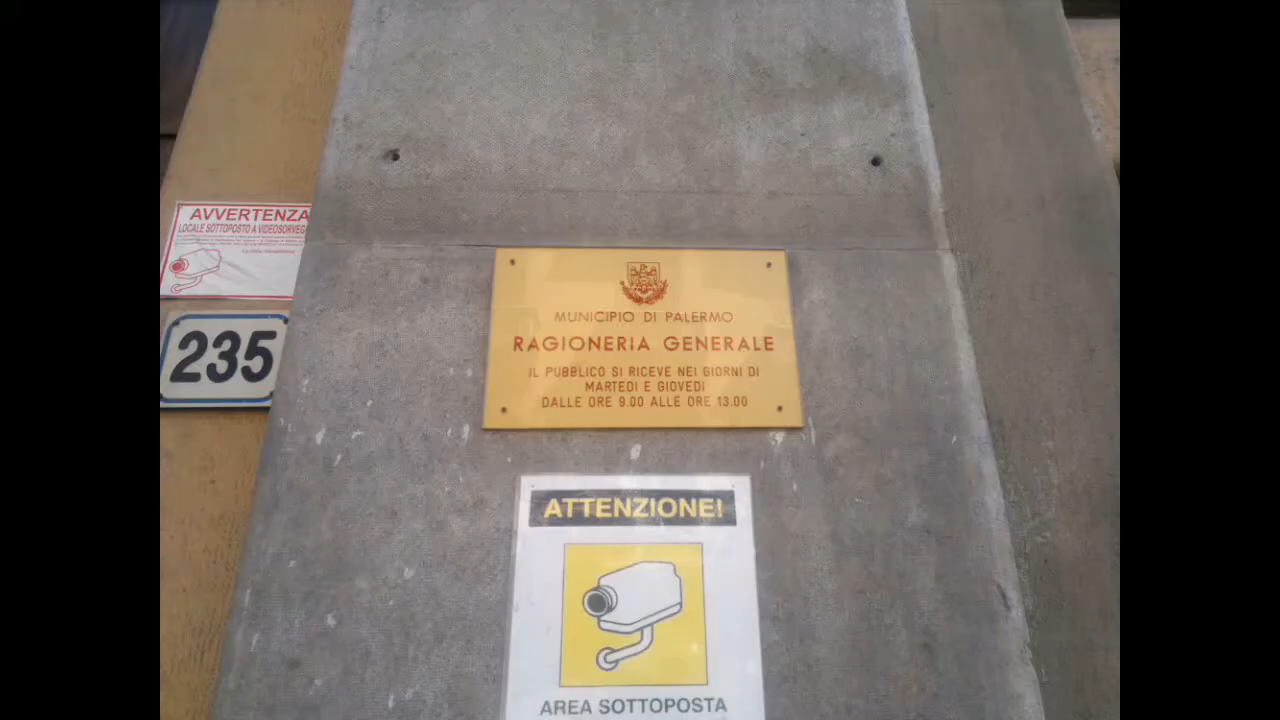 AVVERTENZA
LOCALE SOTTOPOSTO A VIDEOSORVEG
235
MUNICIPIO DI PALERMO
RAGIONERIA GENERALE
IL PUBBLICO SI RICEVE NEI GIORNI DI
MARTEDI E GIOVEDI
DALLE ORE 9.00 ALLE ORE 13.00
ATTENZIONE!
AREA SOTTOPOSTA